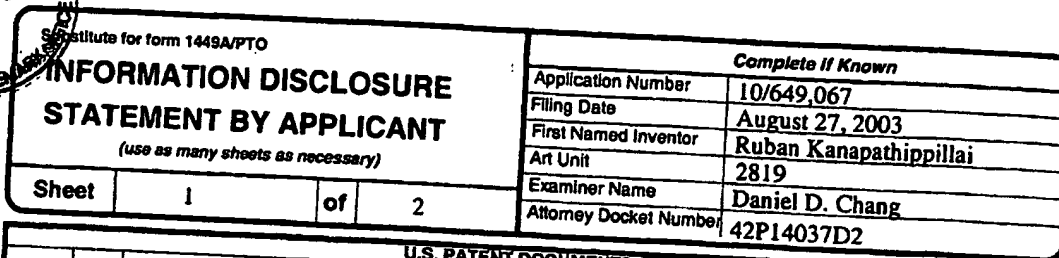 Substitute for form 1449A/PTO
INFORMATION DISCLOSURE
STATEMENT BY APPLICANT
(use as many sheets as necessary)
Sheet 1 of 2
Complete if Known
Application Number 10/649,067
Filing Date August 27, 2003
First Named Inventor Ruban Kanapathippillai
Art Unit 2819
Examiner Name Daniel D. Chang
Attorney Docket Number 42P14037D2
U.S. PATENT DOCUMENTS